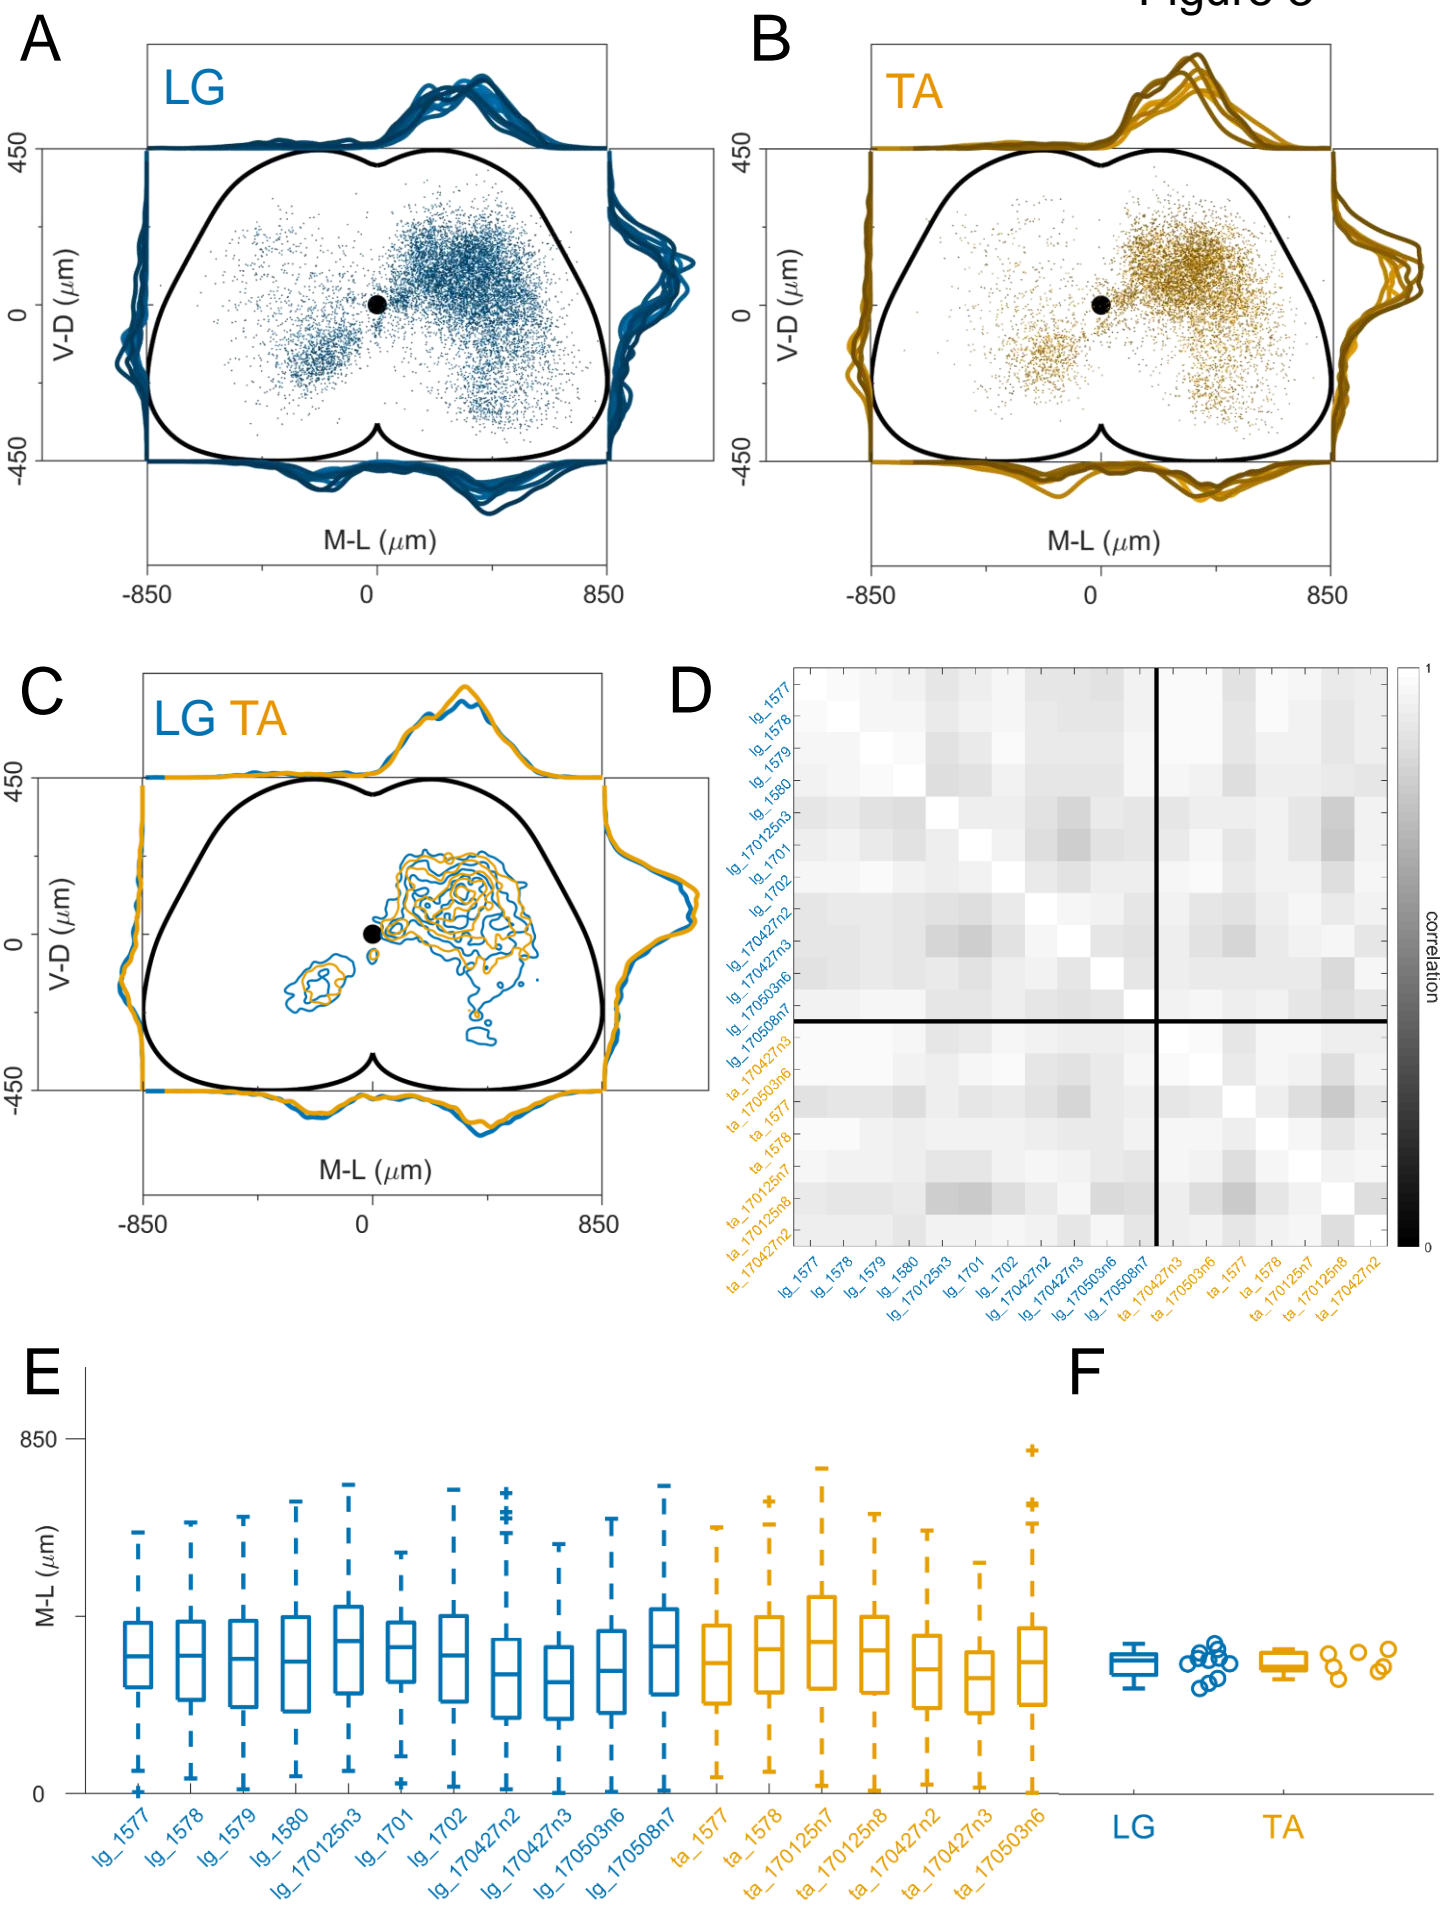 A
B
LG
TA
450
0
-450
V-D (μm)
M-L (μm)
-850
0
850
450
0
-450
V-D (μm)
M-L (μm)
-850
0
850
C
D
LG TA
450
0
-450
V-D (μm)
M-L (μm)
-850
0
850
lg_1577
lg_1578
lg_1579
lg_1580
lg_170125n3
lg_1701
lg_1702
lg_170427n2
lg_170427n3
lg_170503n6
lg_170508n7
ta_170427n3
ta_170503n6
ta_1577
ta_1578
ta_170125n7
ta_170125n8
ta_170427n2
lg_1577
lg_1578
lg_1579
lg_1580
lg_170125n3
lg_1701
lg_1702
lg_170427n2
lg_170427n3
lg_170503n6
lg_170508n7
ta_170427n3
ta_170503n6
ta_1577
ta_1578
ta_170125n7
ta_170125n8
ta_170427n2
1
correlation
0
E
F
850
M-L (μm)
0
lg_1577
lg_1578
lg_1579
lg_1580
lg_170125n3
lg_1701
lg_1702
lg_170427n2
lg_170427n3
lg_170503n6
lg_170508n7
ta_1577
ta_1578
ta_170125n7
ta_170125n8
ta_170427n2
ta_170427n3
ta_170503n6
LG
TA